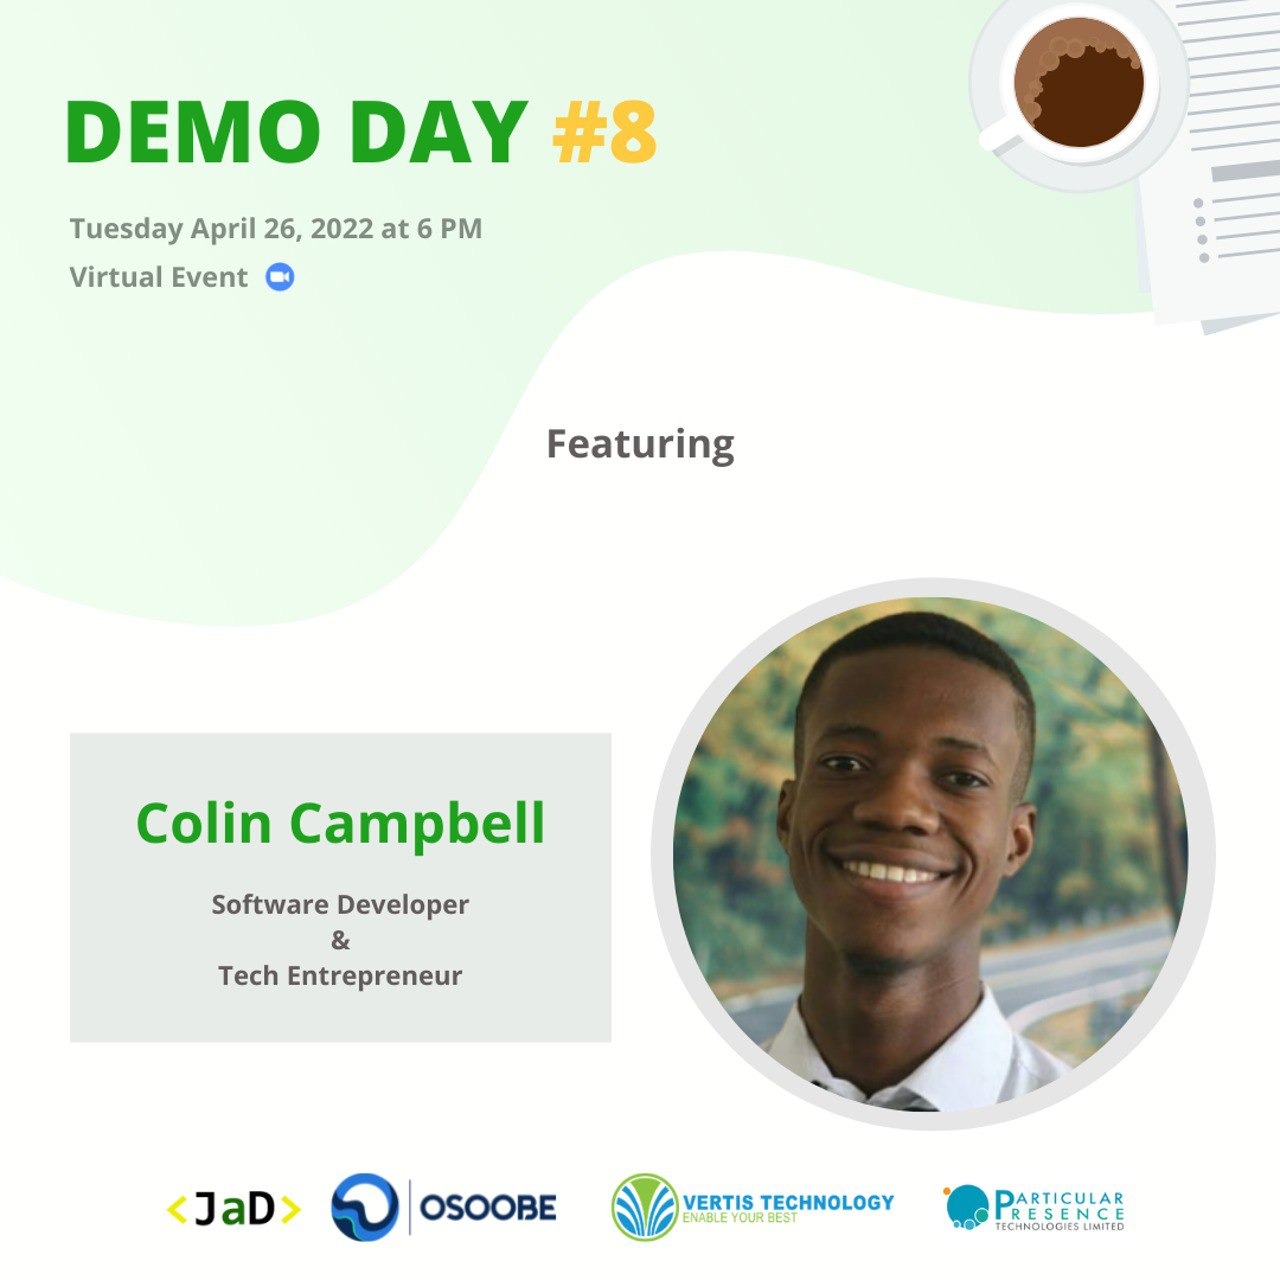 DEMO DAY #8
Tuesday April 26, 2022 at 6 PM
Virtual Event
Featuring
Colin Campbell
Software Developer
&
Tech Entrepreneur
<JaD>
OSOOBE
VERTIS TECHNOLOGY
ENABLE YOUR BEST
PARTICULAR
PRESENCE
TECHNOLOGIES LIMITED